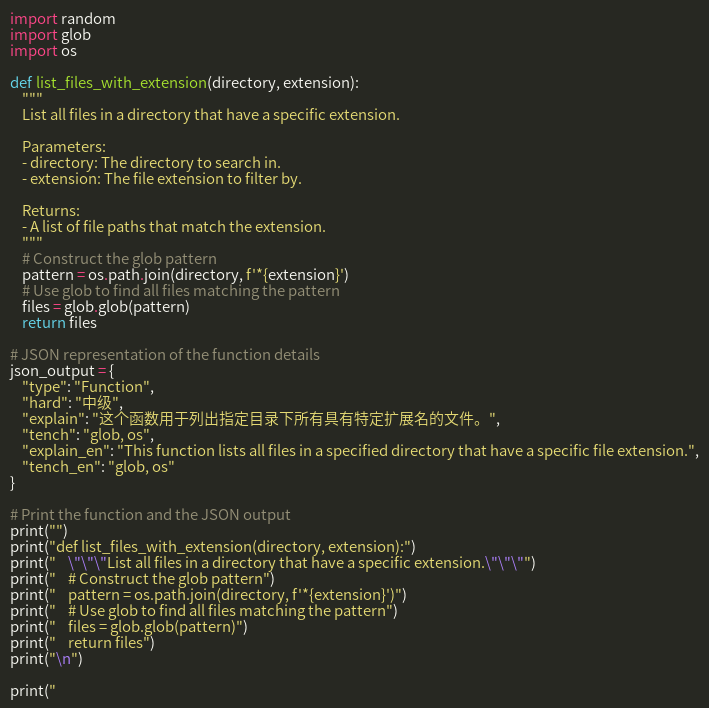 import random
import glob
import os

def list_files_with_extension(directory, extension):
    """
    List all files in a directory that have a specific extension.

    Parameters:
    - directory: The directory to search in.
    - extension: The file extension to filter by.

    Returns:
    - A list of file paths that match the extension.
    """
    # Construct the glob pattern
    pattern = os.path.join(directory, f'*{extension}')
    # Use glob to find all files matching the pattern
    files = glob.glob(pattern)
    return files

# JSON representation of the function details
json_output = {
    "type": "Function",
    "hard": "中级",
    "explain": "这个函数用于列出指定目录下所有具有特定扩展名的文件。",
    "tench": "glob, os",
    "explain_en": "This function lists all files in a specified directory that have a specific file extension.",
    "tench_en": "glob, os"
}

# Print the function and the JSON output
print("")
print("def list_files_with_extension(directory, extension):")
print("    \"\"\"List all files in a directory that have a specific extension.\"\"\"")
print("    # Construct the glob pattern")
print("    pattern = os.path.join(directory, f'*{extension}')")
print("    # Use glob to find all files matching the pattern")
print("    files = glob.glob(pattern)")
print("    return files")
print("\n")

print("